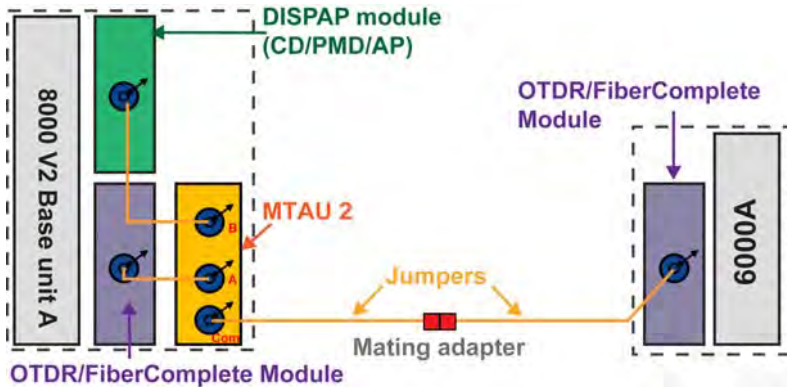 DISPAP module
(CD/PMD/AP)
8000 V2 Base unit A
OTDR/FiberComplete
Module
6000A
MTAU 2
B
A
Com
Jumpers
Mating adapter
OTDR/FiberComplete Module